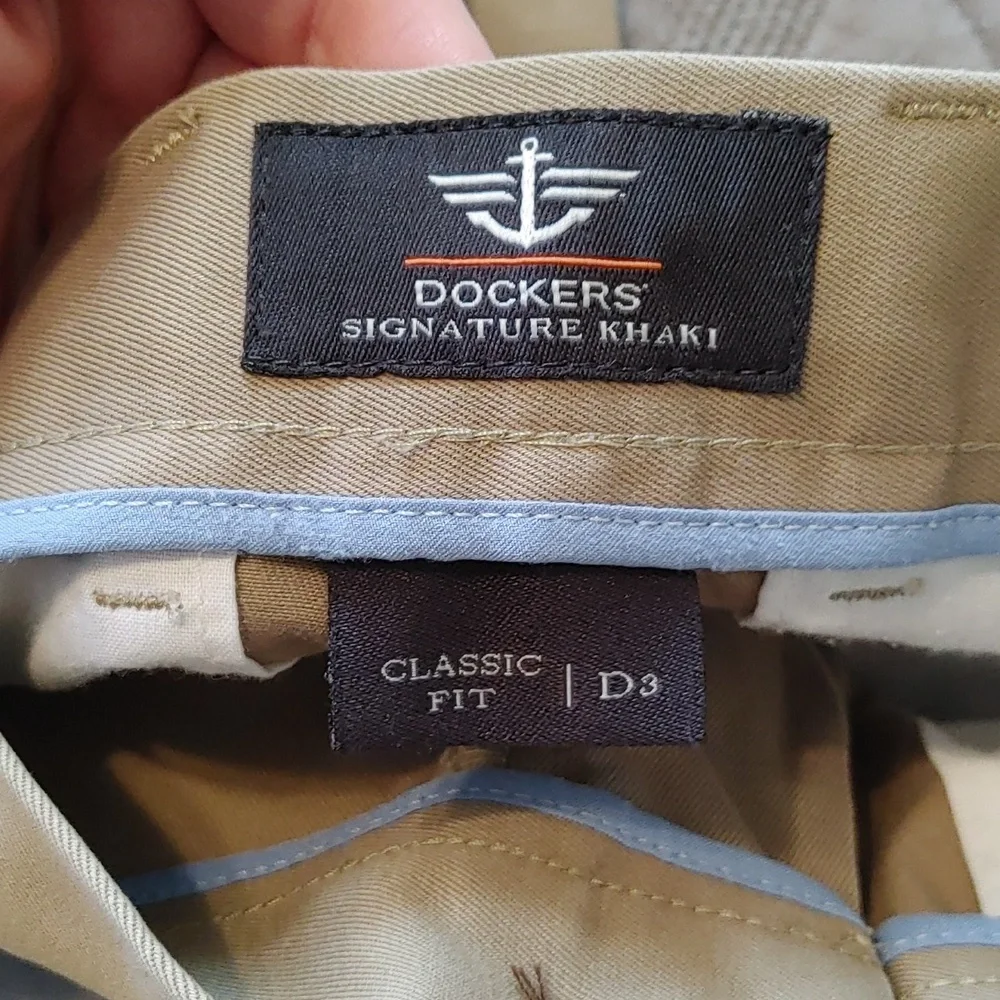 DOCKERS
SIGNATURE KHAKI
CLASSIC
FIT | D3